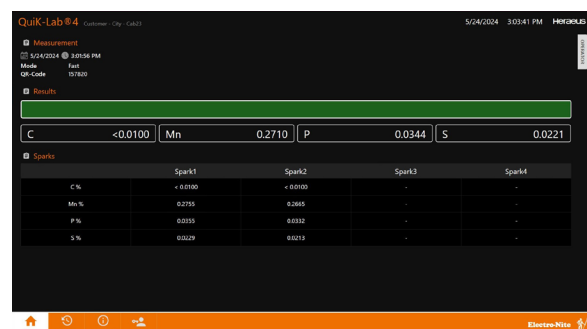 QuiK-Lab®4 Customer - City - Cab23 5/24/2024 3:03:41 PM Heraeus
Measurement
5/24/2024 3:01:56 PM
Mode Fast
QR-Code 157820
Results
C <0.0100 Mn 0.2710 P 0.0344 S 0.0221
Sparks
Spark1 Spark2 Spark3 Spark4
C % < 0.0100 < 0.0100 - -
Mn % 0.2755 0.2665 - -
P % 0.0355 0.0332 - -
S % 0.0229 0.0213 - -
Electro-Nite